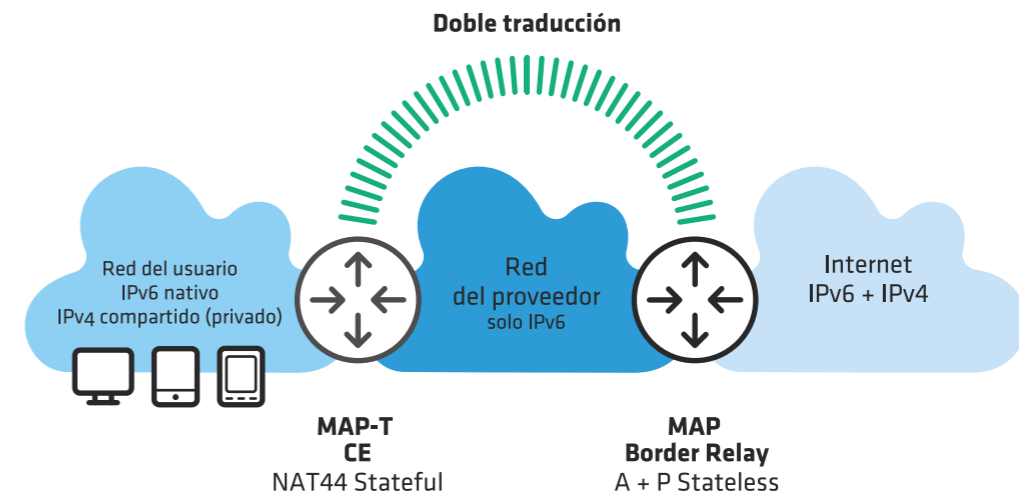 Doble traducción
Red del usuario
IPv6 nativo
IPv4 compartido (privado)
Red
del proveedor
solo IPv6
Internet
IPv6 + IPv4
MAP-T
CE
NAT44 Stateful
MAP
Border Relay
A + P Stateless